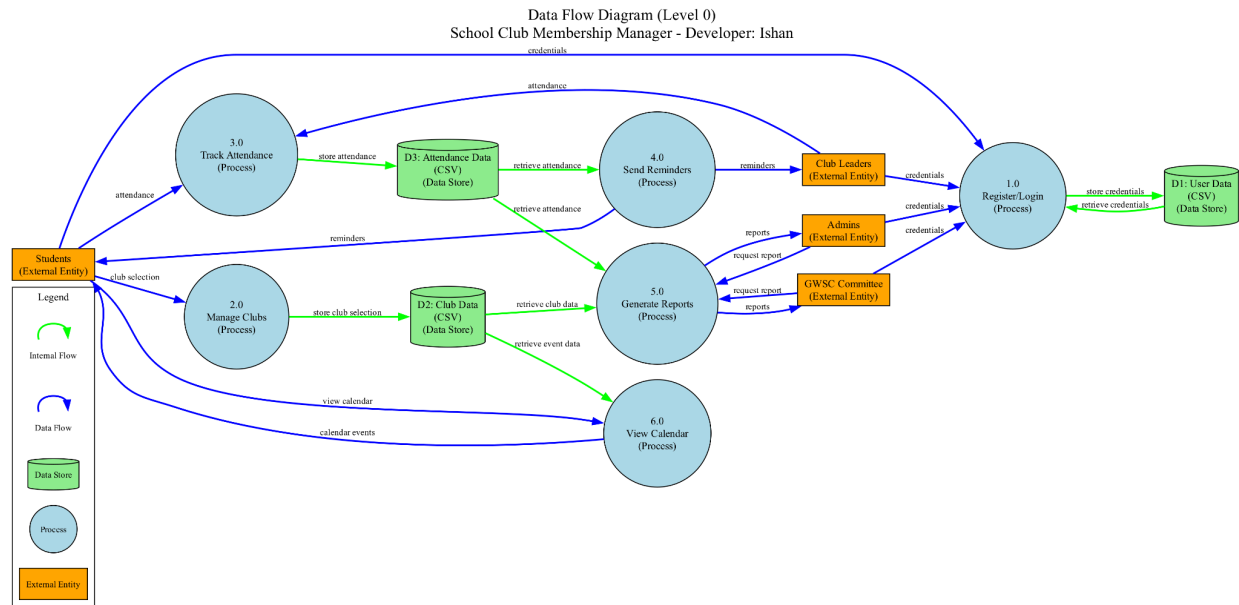 Data Flow Diagram (Level 0)
School Club Membership Manager - Developer: Ishan
credentials
attendance
3.0
Track Attendance
(Process)
store attendance
D3: Attendance Data
(CSV)
(Data Store)
retrieve attendance
4.0
Send Reminders
(Process)
reminders
Club Leaders
(External Entity)
credentials
1.0
Register/Login
(Process)
store credentials
retrieve credentials
D1: User Data
(CSV)
(Data Store)
attendance
retrieve attendance
reminders
reports
Admins
(External Entity)
credentials
credentials
request report
Students
(External Entity)
club selection
2.0
Manage Clubs
(Process)
store club selection
D2: Club Data
(CSV)
(Data Store)
retrieve club data
5.0
Generate Reports
(Process)
request report
reports
GWSC Committee
(External Entity)
retrieve event data
view calendar
calendar events
6.0
View Calendar
(Process)
Legend
Internal Flow
Data Flow
Data Store
Process
External Entity